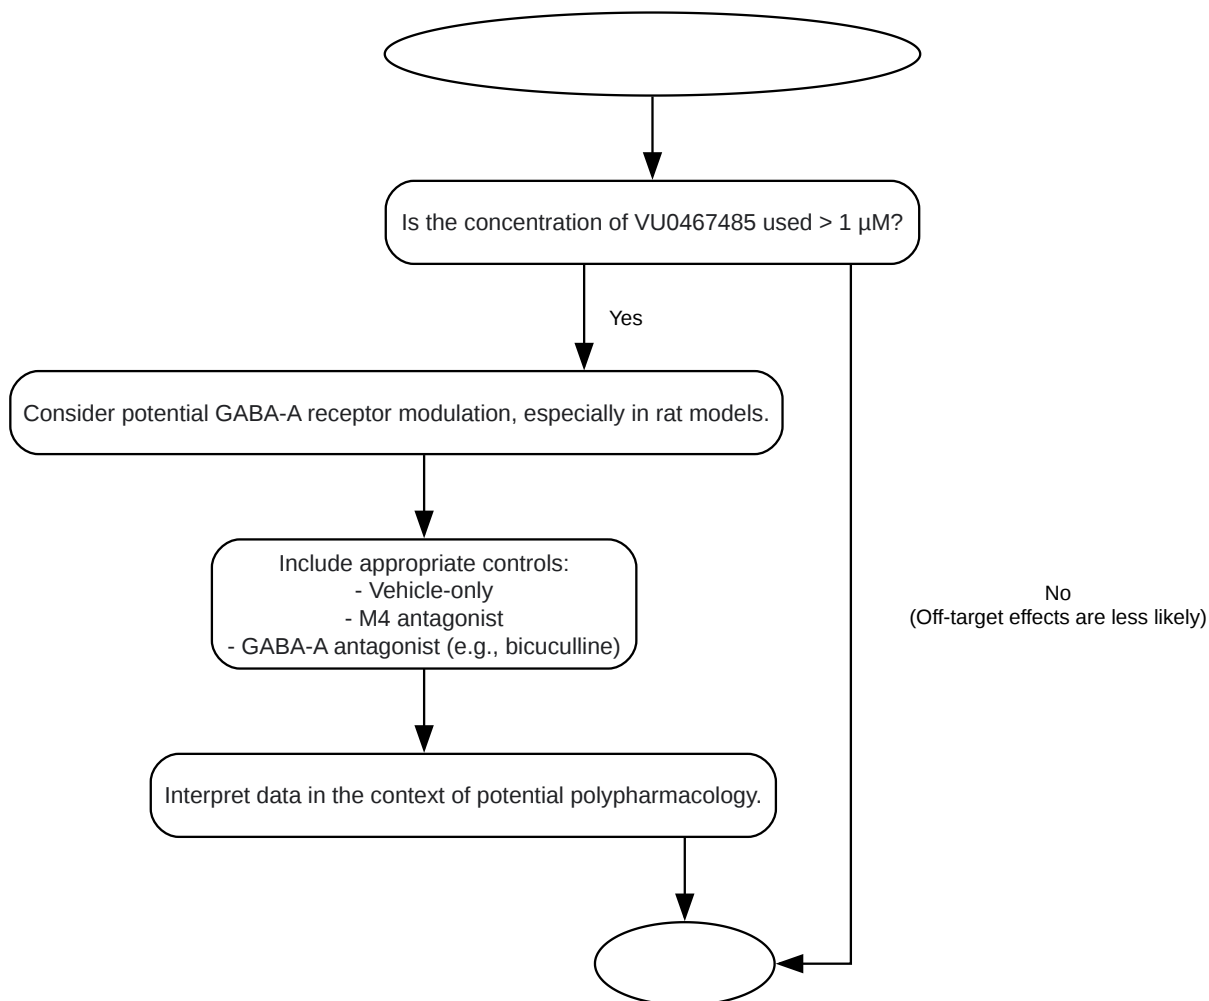 Is the concentration of VU0467485 used > 1 µM?
Yes
Consider potential GABA-A receptor modulation, especially in rat models.
Include appropriate controls:
- Vehicle-only
- M4 antagonist
- GABA-A antagonist (e.g., bicuculline)
No
(Off-target effects are less likely)
Interpret data in the context of potential polypharmacology.